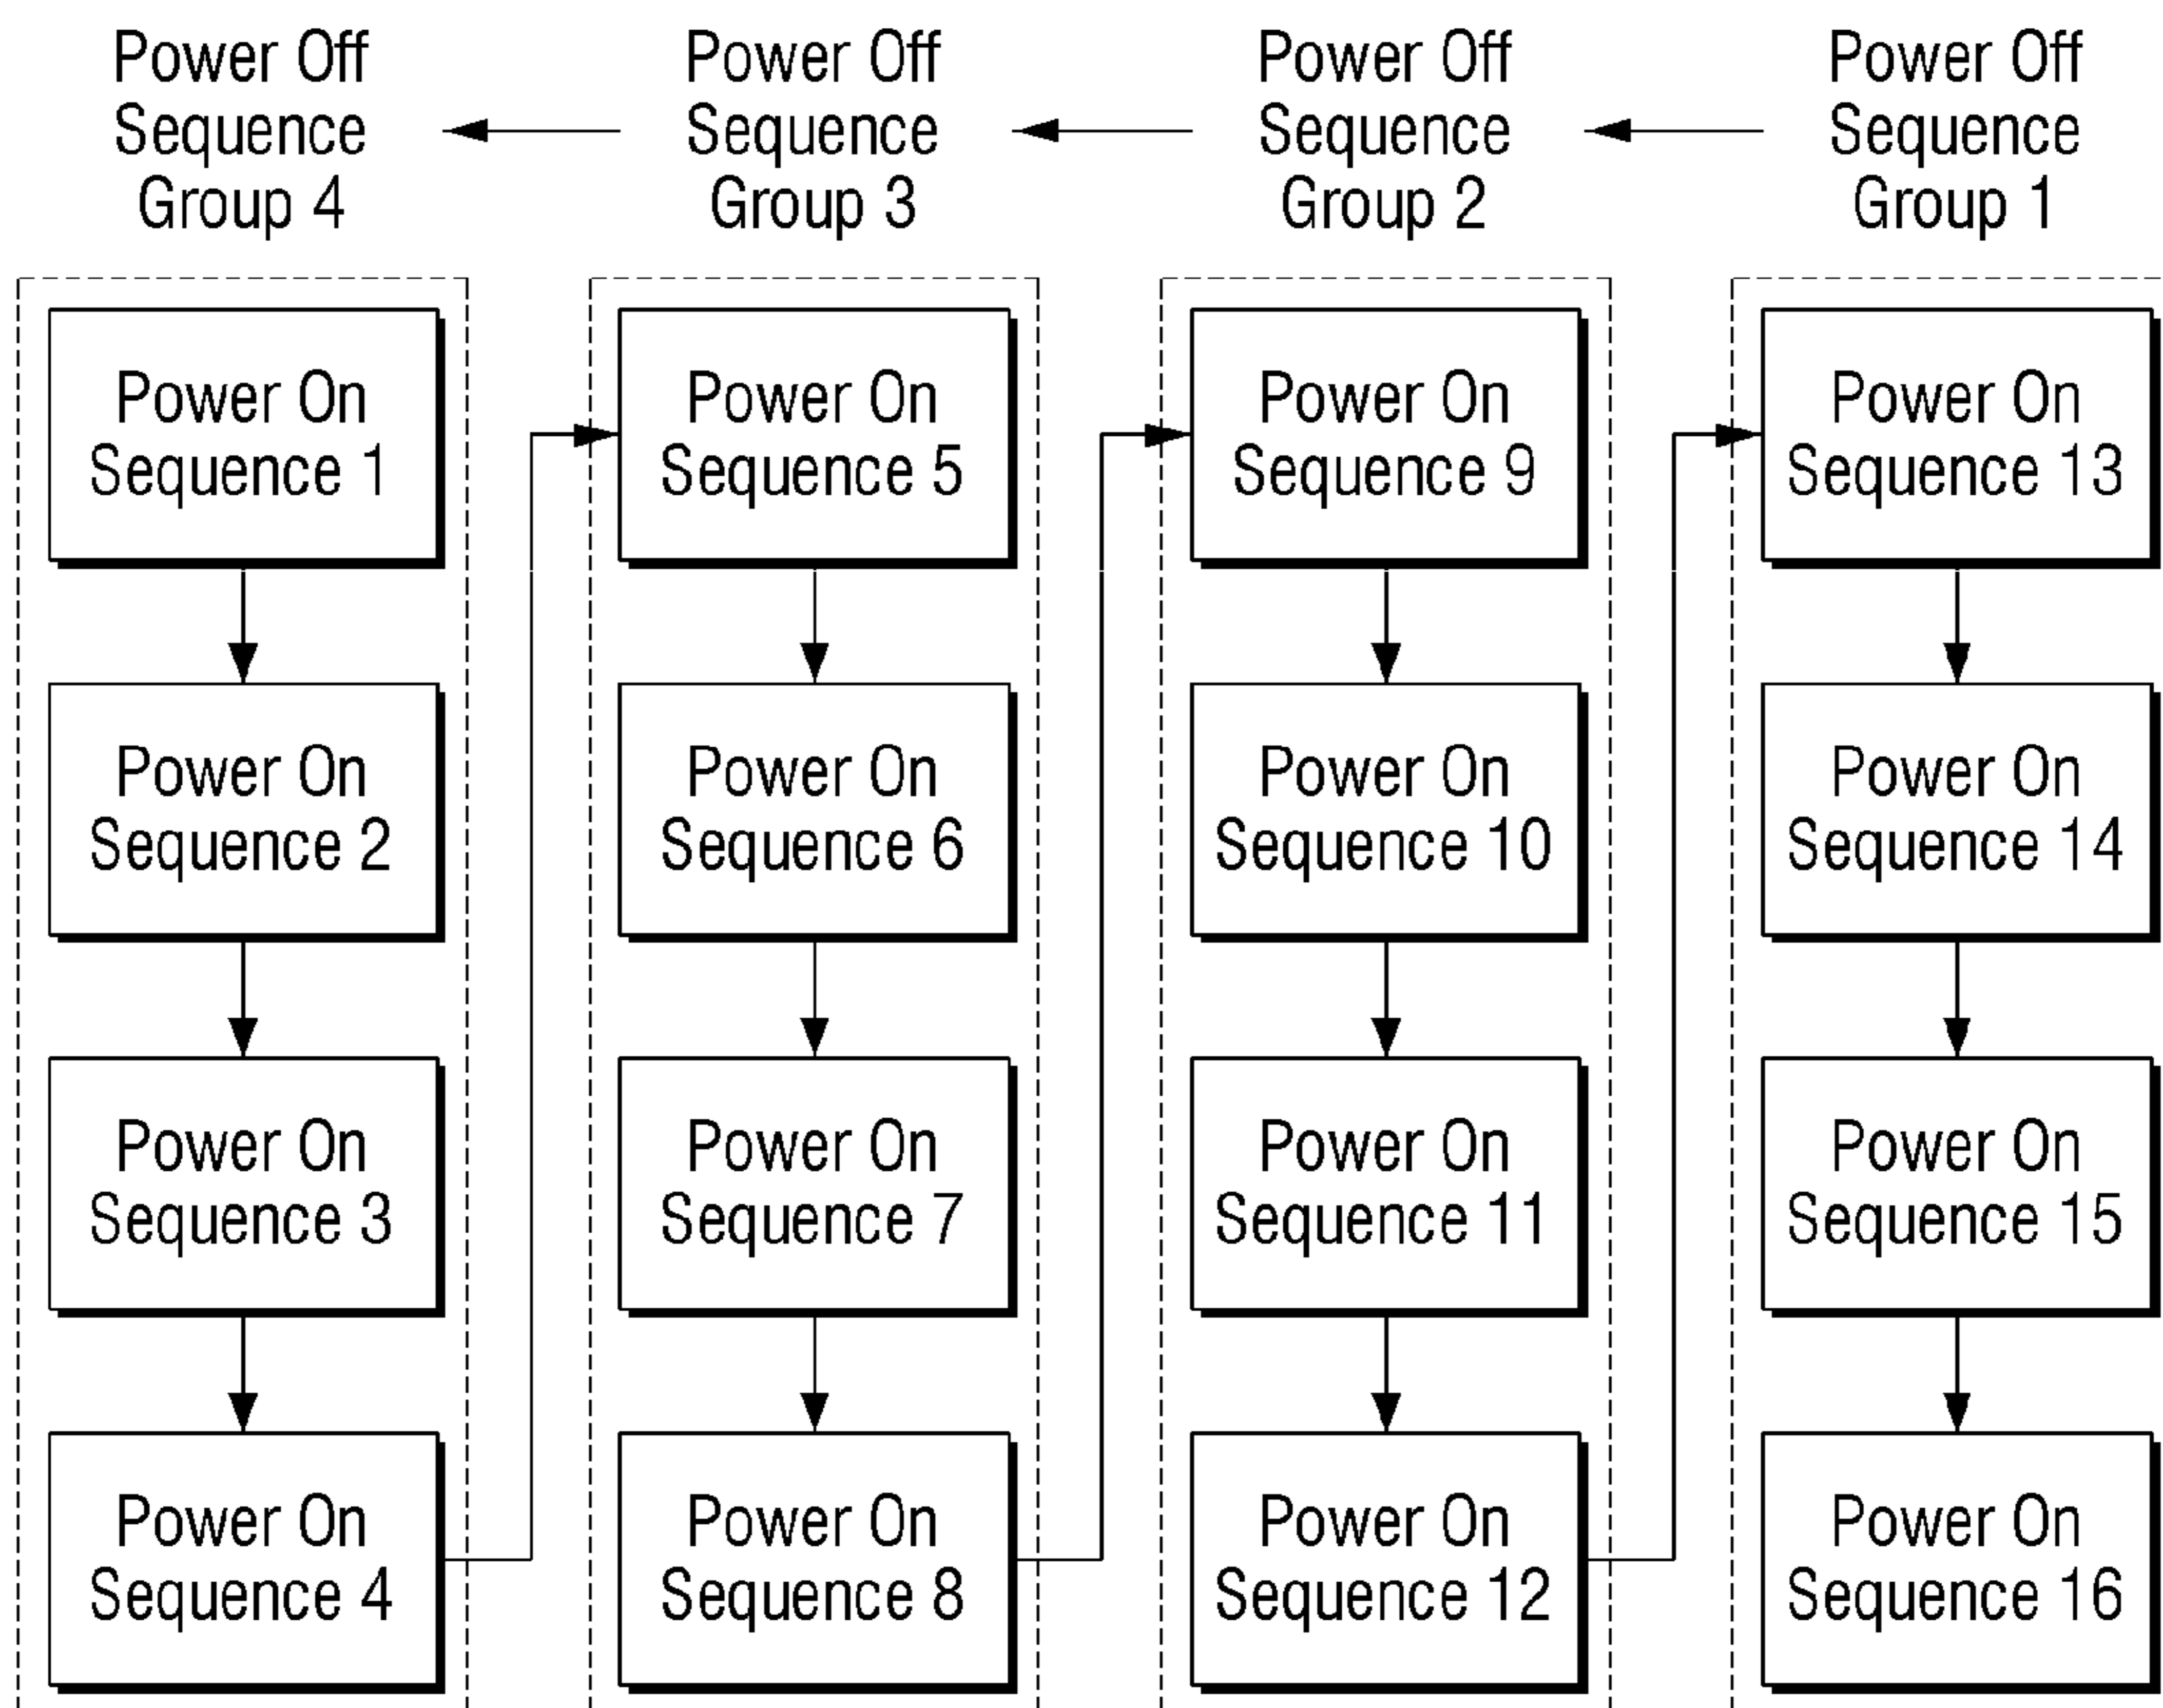 Power Off
Sequence
Group 4
Power Off
Sequence
Group 3
Power Off
Sequence
Group 2
Power Off
Sequence
Group 1
Power On
Sequence 1
Power On
Sequence 5
Power On
Sequence 9
Power On
Sequence 13
Power On
Sequence 2
Power On
Sequence 6
Power On
Sequence 10
Power On
Sequence 14
Power On
Sequence 3
Power On
Sequence 7
Power On
Sequence 11
Power On
Sequence 15
Power On
Sequence 4
Power On
Sequence 8
Power On
Sequence 12
Power On
Sequence 16